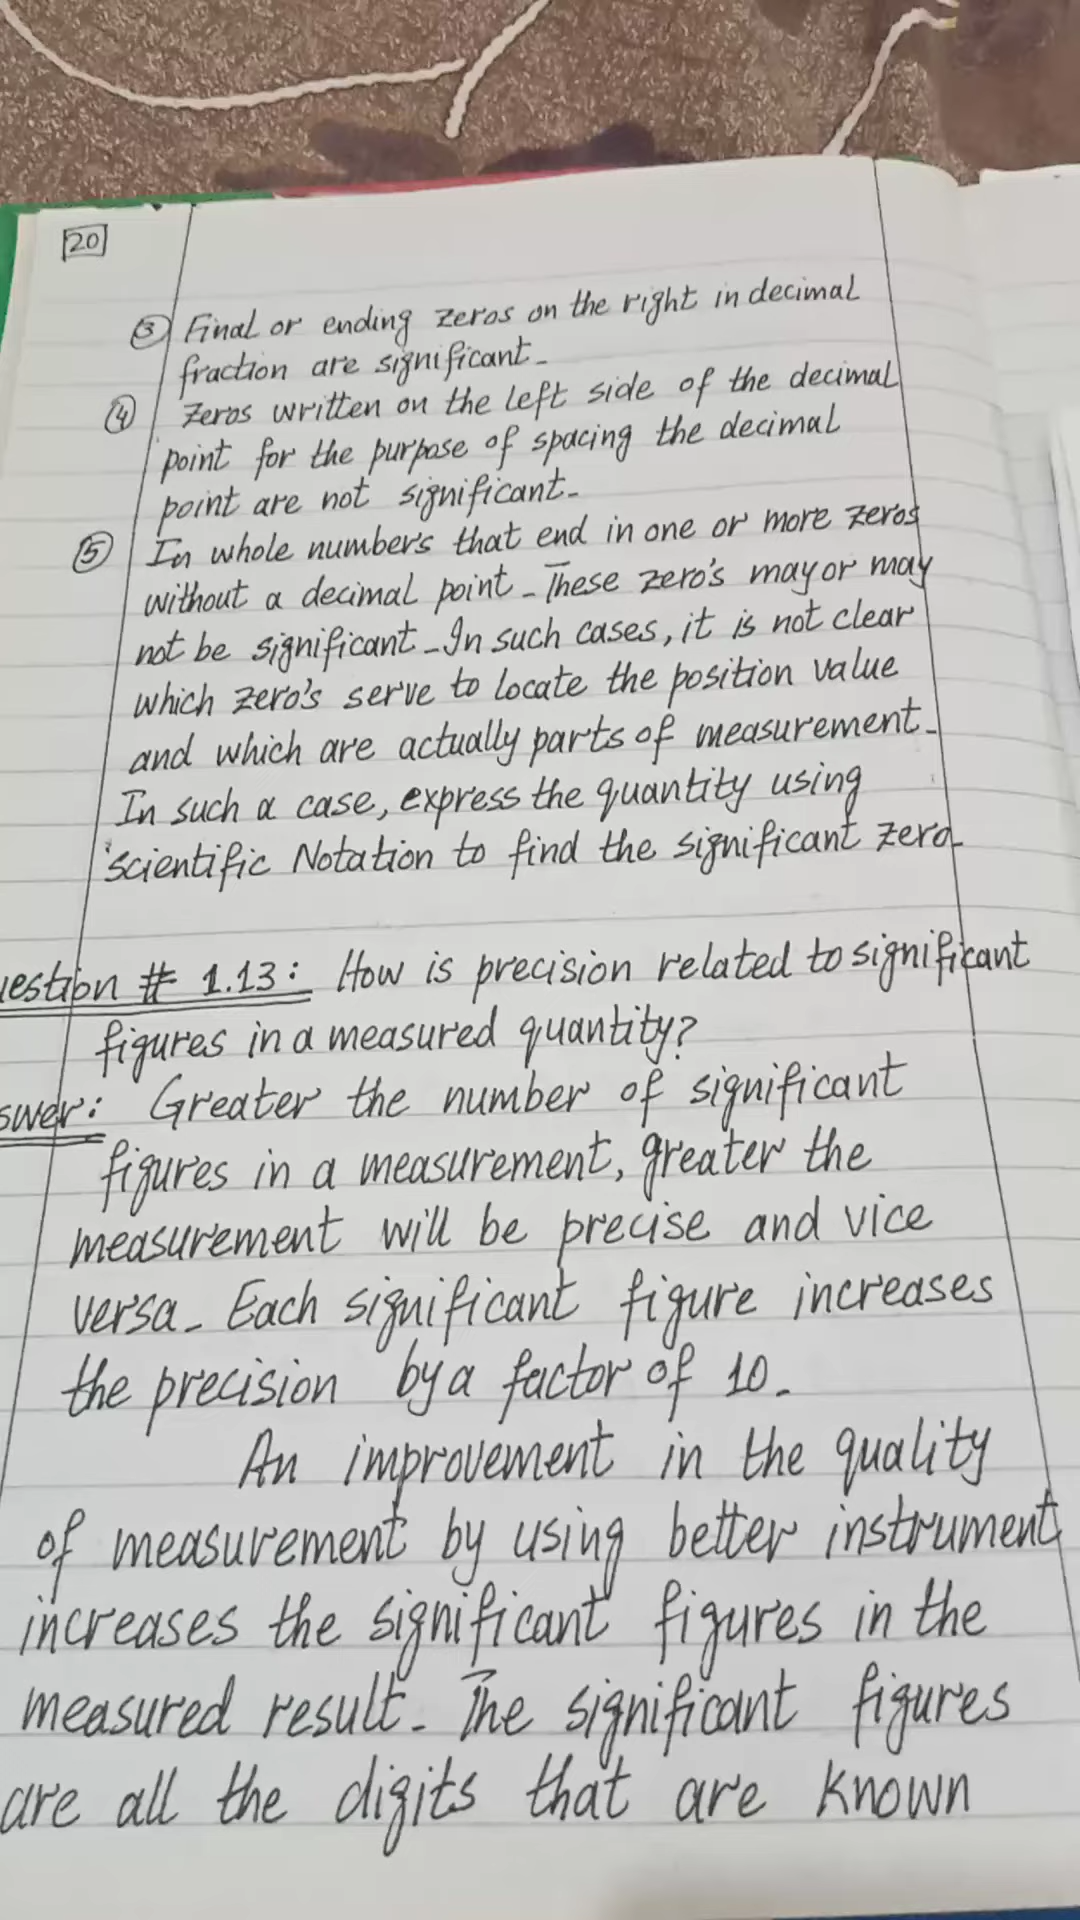 20
③ Final or ending zeros on the right in decimal
fraction are significant-
④ Zeros written on the left side of the decimal
point for the purpose of spacing the decimal
point are not significant-
⑤ In whole numbers that end in one or more zeros
without a decimal point- These zero's may or may
not be significant-In such cases, it is not clear
which zero's serve to locate the position value
and which are actually parts of measurement-
In such a case, express the quantity using
scientific Notation to find the significant zero-
uestion # 1.13: How is precision related to significant
figures in a measured quantity?
swer: Greater the number of significant
figures in a measurement, greater the
measurement will be precise and vice
versa- Each significant figure increases
the precision by a factor of 10-
An improvement in the quality
of measurement by using better instrument
increases the significant figures in the
measured result- The significant figures
are all the digits that are known